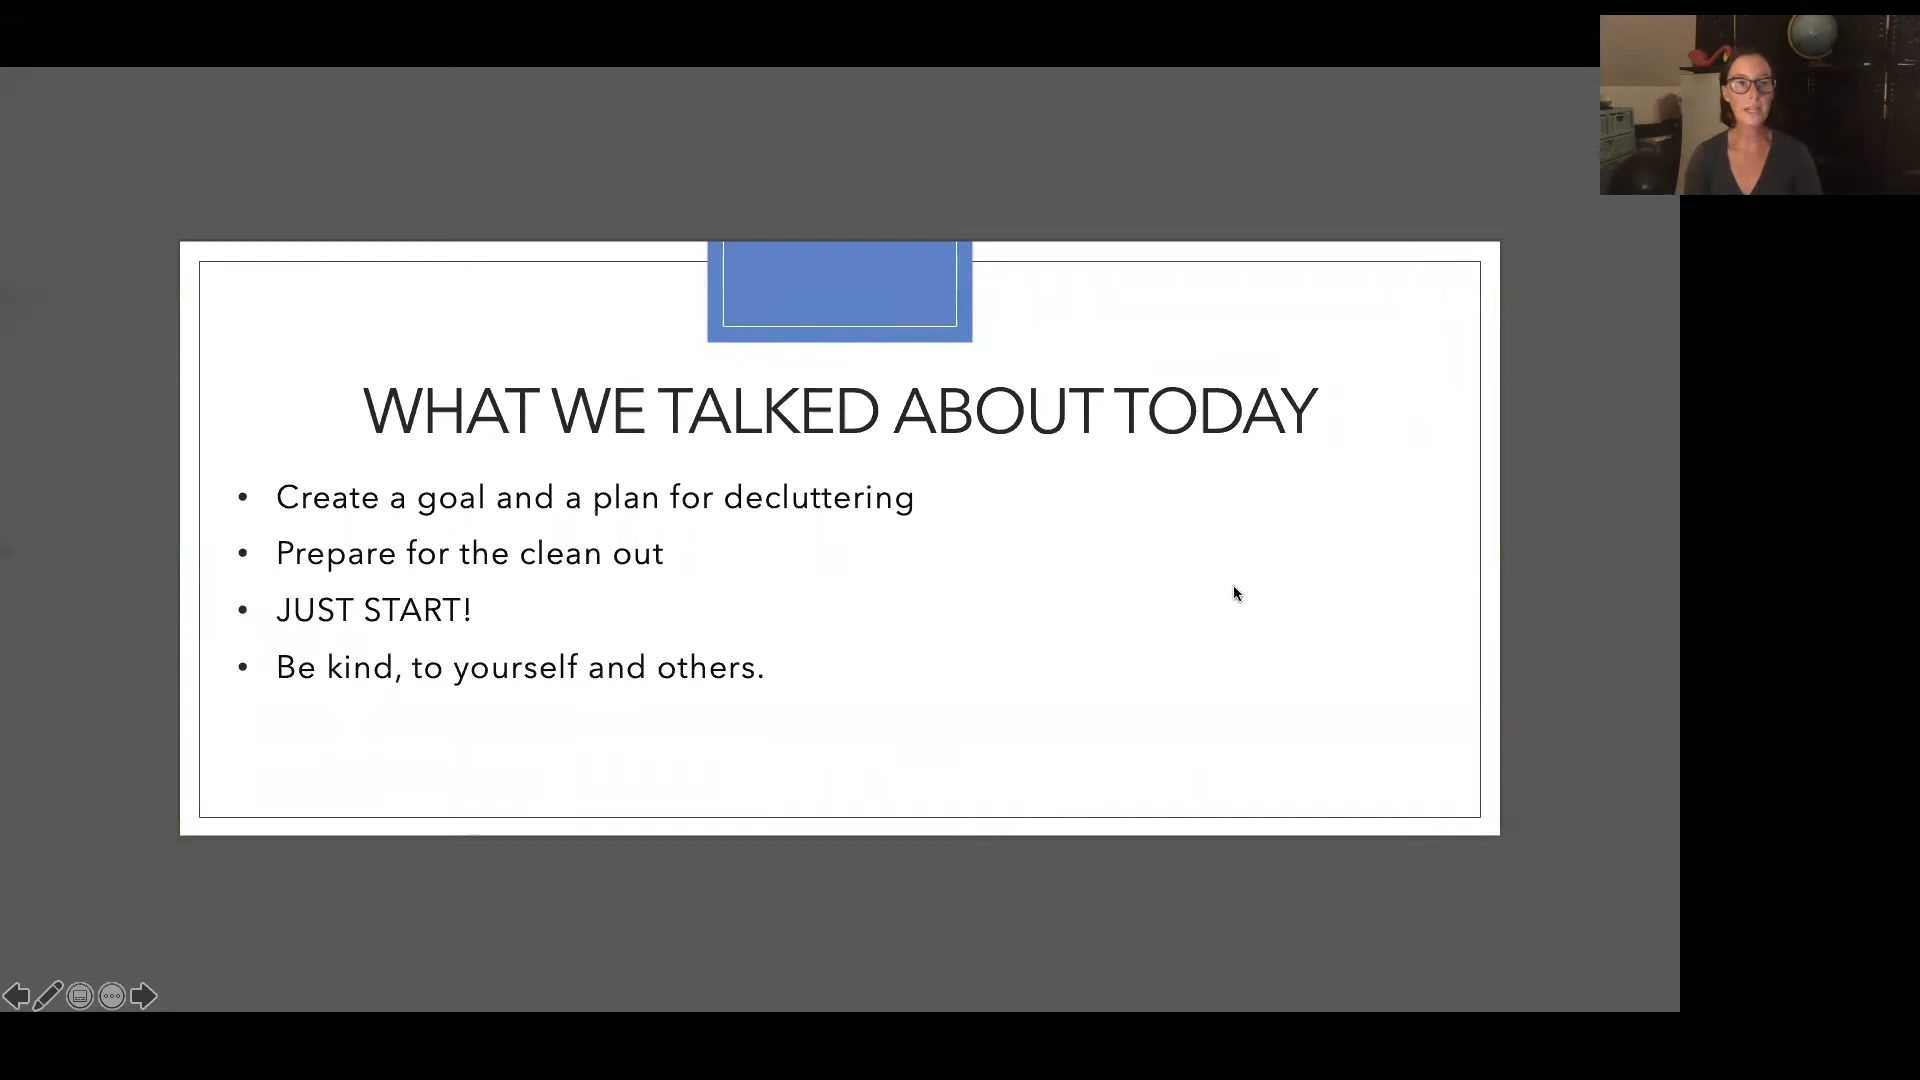 WHAT WE TALKED ABOUT TODAY
• Create a goal and a plan for decluttering
• Prepare for the clean out
• JUST START!
• Be kind, to yourself and others.